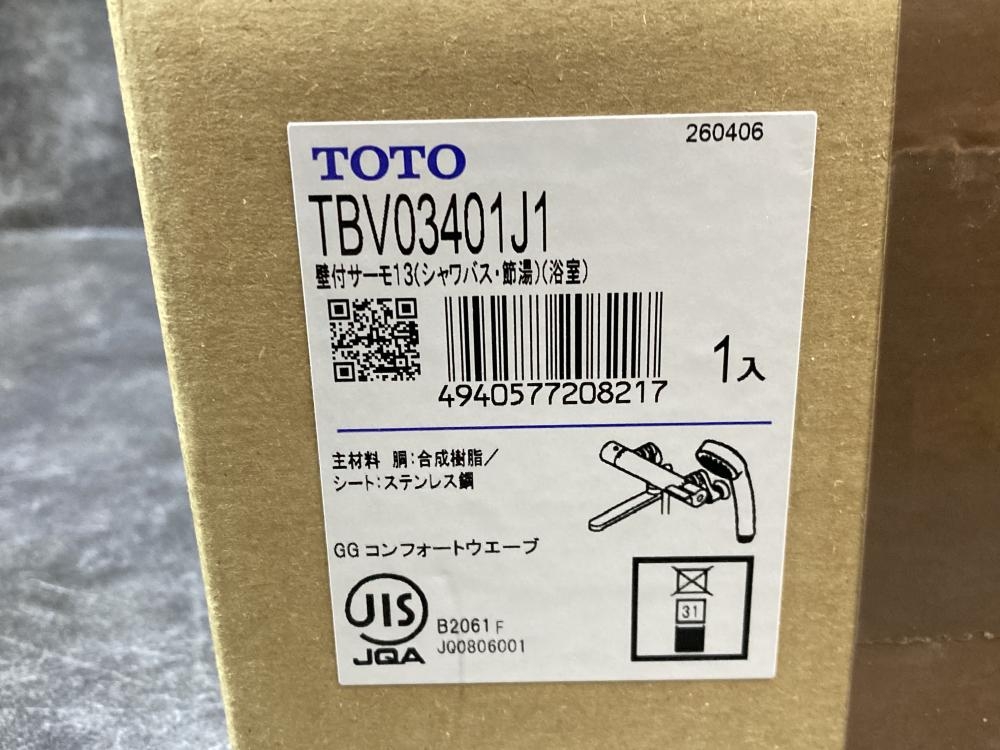 260406
TOTO
TBV03401J1
壁付サーモ13(シャワバス・節湯)(浴室)
4940577208217
1入
主材料 胴:合成樹脂/
シート:ステンレス鋼
GGコンフォートウエーブ
JIS
JQA
B2061 F
JQ0806001
31